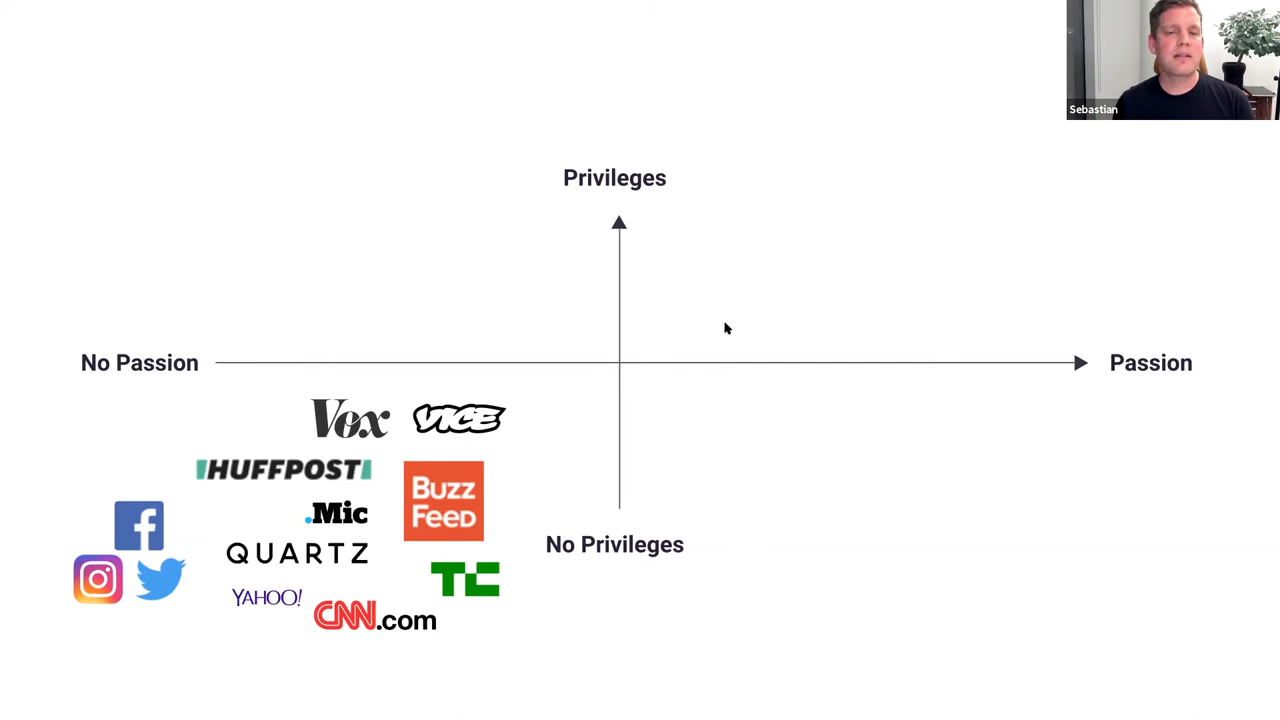 Sebastian
Privileges
No Passion
Passion
Vox
VICE
HUFFPOST
BUZZ
FEED
.Mic
f
QUARTZ
TC
YAHOO!
CNN.com
No Privileges